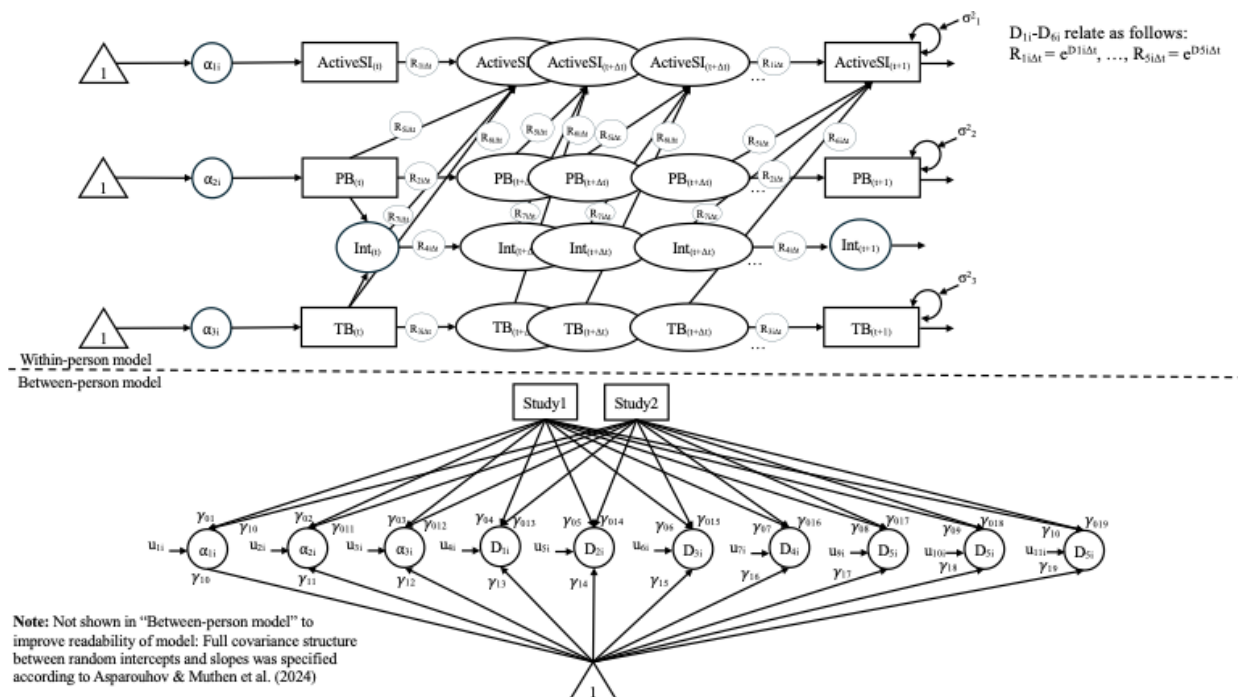 σ²₁
D₁ᵢ-D₆ᵢ relate as follows:
R₁ᵢΔt = e^D1iΔt, …, R₅ᵢΔt = e^D5iΔt
1 α₁ᵢ ActiveSI(t) R₁ᵢΔt ActiveSI ActiveSI(t+Δt) ActiveSI(t+Δt) … R₁ᵢΔt ActiveSI(t+1)
R₅ᵢΔt R₆ᵢΔt R₅ᵢΔt R₆ᵢΔt R₅ᵢΔt R₆ᵢΔt R₅ᵢΔt R₆ᵢΔt
σ²₂
1 α₂ᵢ PB(t) R₂ᵢΔt PB(t+Δt) PB(t+Δt) PB(t+Δt) … R₂ᵢΔt PB(t+1)
R₇ᵢΔt R₇ᵢΔt R₇ᵢΔt R₇ᵢΔt
Int(t) R₄ᵢΔt Int(t+Δ Int(t+Δt) Int(t+Δt) … R₄ᵢΔt Int(t+1)
σ²₃
1 α₃ᵢ TB(t) R₃ᵢΔt TB(t+Δ TB(t+Δt) TB(t+Δt) … R₃ᵢΔt TB(t+1)
Within-person model
Between-person model
Study1 Study2
γ₀₁ γ₁₀ γ₀₂ γ₀₁₁ γ₀₃ γ₀₁₂ γ₀₄ γ₀₁₃ γ₀₅ γ₀₁₄ γ₀₆ γ₀₁₅ γ₀₇ γ₀₁₆ γ₀₈ γ₀₁₇ γ₀₉ γ₀₁₈ γ₁₀ γ₀₁₉
u₁ᵢ α₁ᵢ u₂ᵢ α₂ᵢ u₃ᵢ α₃ᵢ u₄ᵢ D₁ᵢ u₅ᵢ D₂ᵢ u₆ᵢ D₃ᵢ u₇ᵢ D₄ᵢ u₉ᵢ D₅ᵢ u₁₀ᵢ D₅ᵢ u₁₁ᵢ D₅ᵢ
γ₁₀ γ₁₁ γ₁₂ γ₁₃ γ₁₄ γ₁₅ γ₁₆ γ₁₇ γ₁₈ γ₁₉
Note: Not shown in “Between-person model” to
improve readability of model: Full covariance structure
between random intercepts and slopes was specified
according to Asparouhov & Muthen et al. (2024)
1